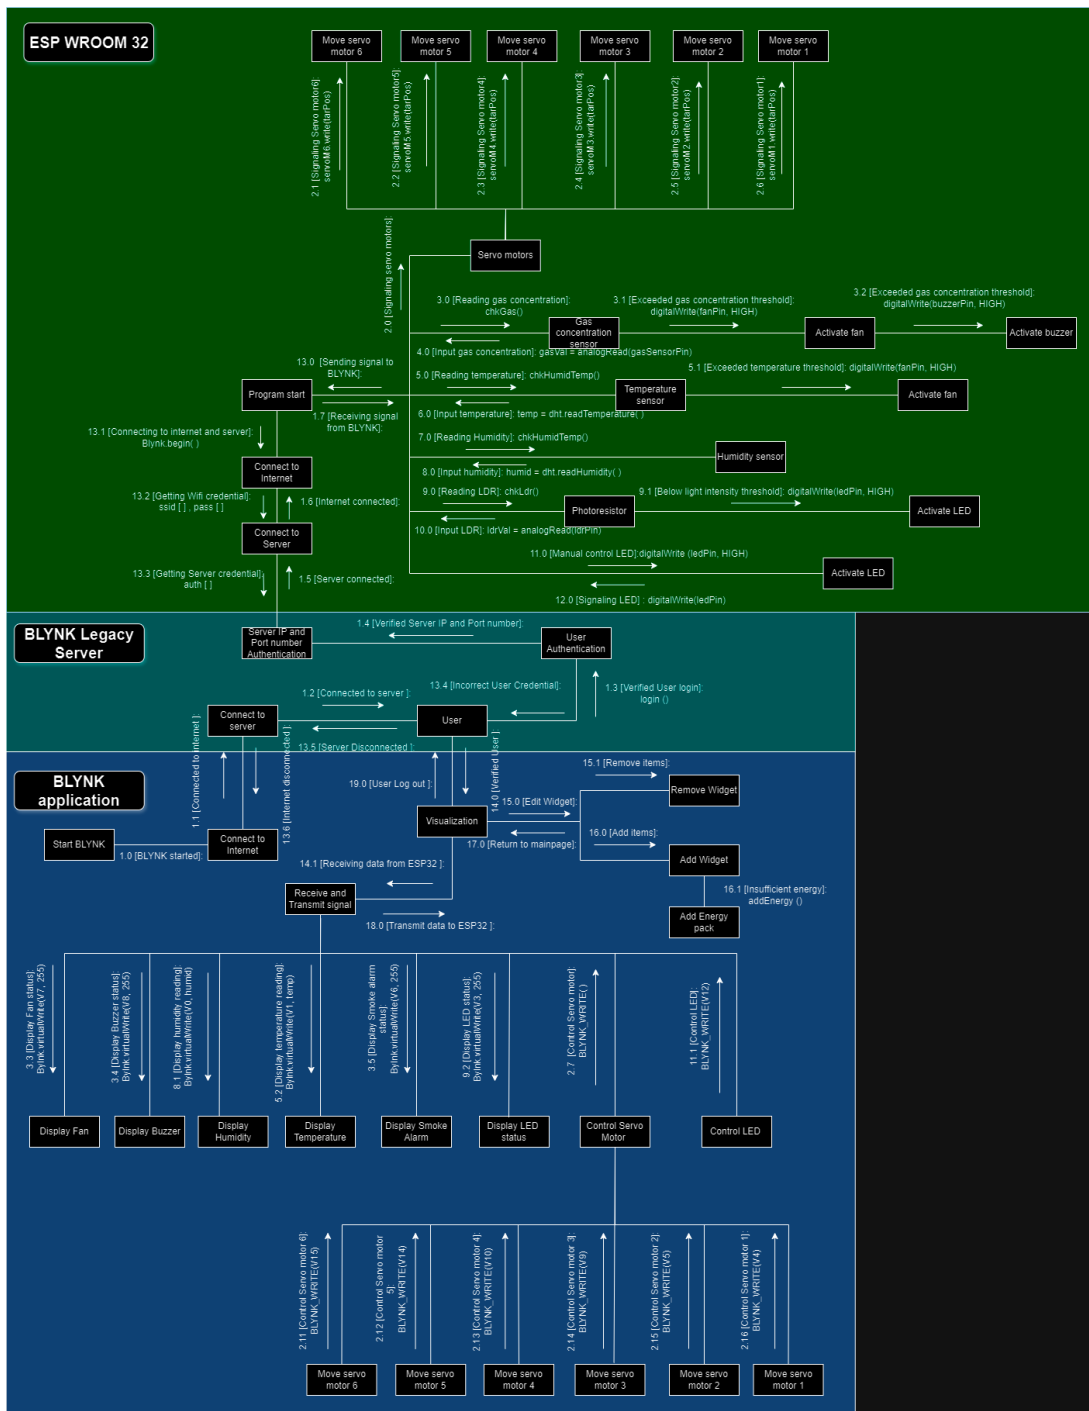 ESP WROOM 32
Move servo
motor 6
Move servo
motor 5
Move servo
motor 4
Move servo
motor 3
Move servo
motor 2
Move servo
motor 1
2.1 [Signaling Servo motor6]:
servoM6.write(tarPos)
2.2 [Signaling Servo motor5]:
servoM5.write(tarPos)
2.3 [Signaling Servo motor4]:
servoM4.write(tarPos)
2.4 [Signaling Servo motor3]
servoM3.write(tarPos)
2.5 [Signaling Servo motor2]:
servoM2.write(tarPos)
2.6 [Signaling Servo motor1]:
servoM1.write(tarPos)
Servo motors
2.0 [Signaling servo motors]:
3.0 [Reading gas concentration]:
chkGas()
3.1 [Exceeded gas concentration threshold]:
digitalWrite(fanPin, HIGH)
3.2 [Exceeded gas concentration threshold]:
digitalWrite(buzzerPin, HIGH)
Gas
concentration
sensor
Activate fan
Activate buzzer
4.0 [Input gas concentration]: gasVal = analogRead(gasSensorPin)
13.0 [Sending signal to
BLYNK]:
5.0 [Reading temperature]: chkHumidTemp()
5.1 [Exceeded temperature threshold]: digitalWrite(fanPin, HIGH)
Program start
Temperature
sensor
Activate fan
1.7 [Receiving signal
from BLYNK]:
6.0 [Input temperature]: temp = dht.readTemperature( )
13.1 [Connecting to internet and server]:
Blynk.begin( )
7.0 [Reading Humidity]: chkHumidTemp()
Humidity sensor
8.0 [Input humidity]: humid = dht.readHumidity( )
Connect to
Internet
13.2 [Getting Wifi credential]:
ssid [ ] , pass [ ]
1.6 [Internet connected]:
9.0 [Reading LDR]: chkLdr()
9.1 [Below light intensity threshold]: digitalWrite(ledPin, HIGH)
Photoresistor
Activate LED
10.0 [Input LDR]: ldrVal = analogRead(ldrPin)
Connect to
Server
11.0 [Manual control LED]:digitalWrite (ledPin, HIGH)
13.3 [Getting Server credential]:
auth [ ]
1.5 [Server connected]:
Activate LED
12.0 [Signaling LED] : digitalWrite(ledPin)
BLYNK Legacy
Server
Server IP and
Port number
Authentication
1.4 [Verified Server IP and Port number]:
User
Authentication
13.4 [Incorrect User Credential]:
1.3 [Verified User login]:
login ()
1.2 [Connected to server ]:
Connect to
server
User
13.5 [Server Disconnected ]:
BLYNK
application
1.1 [Connected to internet ]:
13.6 [Internet disconnected ]:
19.0 [User Log out ]:
14.0 [Verified User ]:
15.1 [Remove items]:
Remove Widget
15.0 [Edit Widget]:
Visualization
16.0 [Add items]:
17.0 [Return to mainpage]:
Start BLYNK
1.0 [BLYNK started]:
Connect to
Internet
Add Widget
14.1 [Receiving data from ESP32 ]:
16.1 [Insufficient energy]:
addEnergy ()
Receive and
Transmit signal
18.0 [Transmit data to ESP32 ]:
Add Energy
pack
3.3 [Display Fan status]:
Bylnk.virtualWrite(V7, 255)
3.4 [Display Buzzer status]:
Bylnk.virtualWrite(V8, 255)
8.1 [Display humidity reading]:
Bylnk.virtualWrite(V0, humd)
5.2 [Display temperature reading]:
Bylnk.virtualWrite(V1, temp)
3.5 [Display Smoke alarm
status]:
Bylnk.virtualWrite(V6, 255)
9.2 [Display LED status]:
Bylnk.virtualWrite(V3, 255)
2.7 [Control Servo motor]:
BLYNK_WRITE( )
11.1 [Control LED]:
BLYNK_WRITE(V12)
Display Fan
Display Buzzer
Display
Humidity
Display
Temperature
Display Smoke
Alarm
Display LED
status
Control Servo
Motor
Control LED
2.11 [Control Servo motor 6]:
BLYNK_WRITE(V15)
2.12 [Control Servo motor
5]:
BLYNK_WRITE(V14)
2.13 [Control Servo motor 4]:
BLYNK_WRITE(V10)
2.14 [Control Servo motor 3]:
BLYNK_WRITE(V9)
2.15 [Control Servo motor 2]:
BLYNK_WRITE(V5)
2.16 [Control Servo motor 1]:
BLYNK_WRITE(V4)
Move servo
motor 6
Move servo
motor 5
Move servo
motor 4
Move servo
motor 3
Move servo
motor 2
Move servo
motor 1